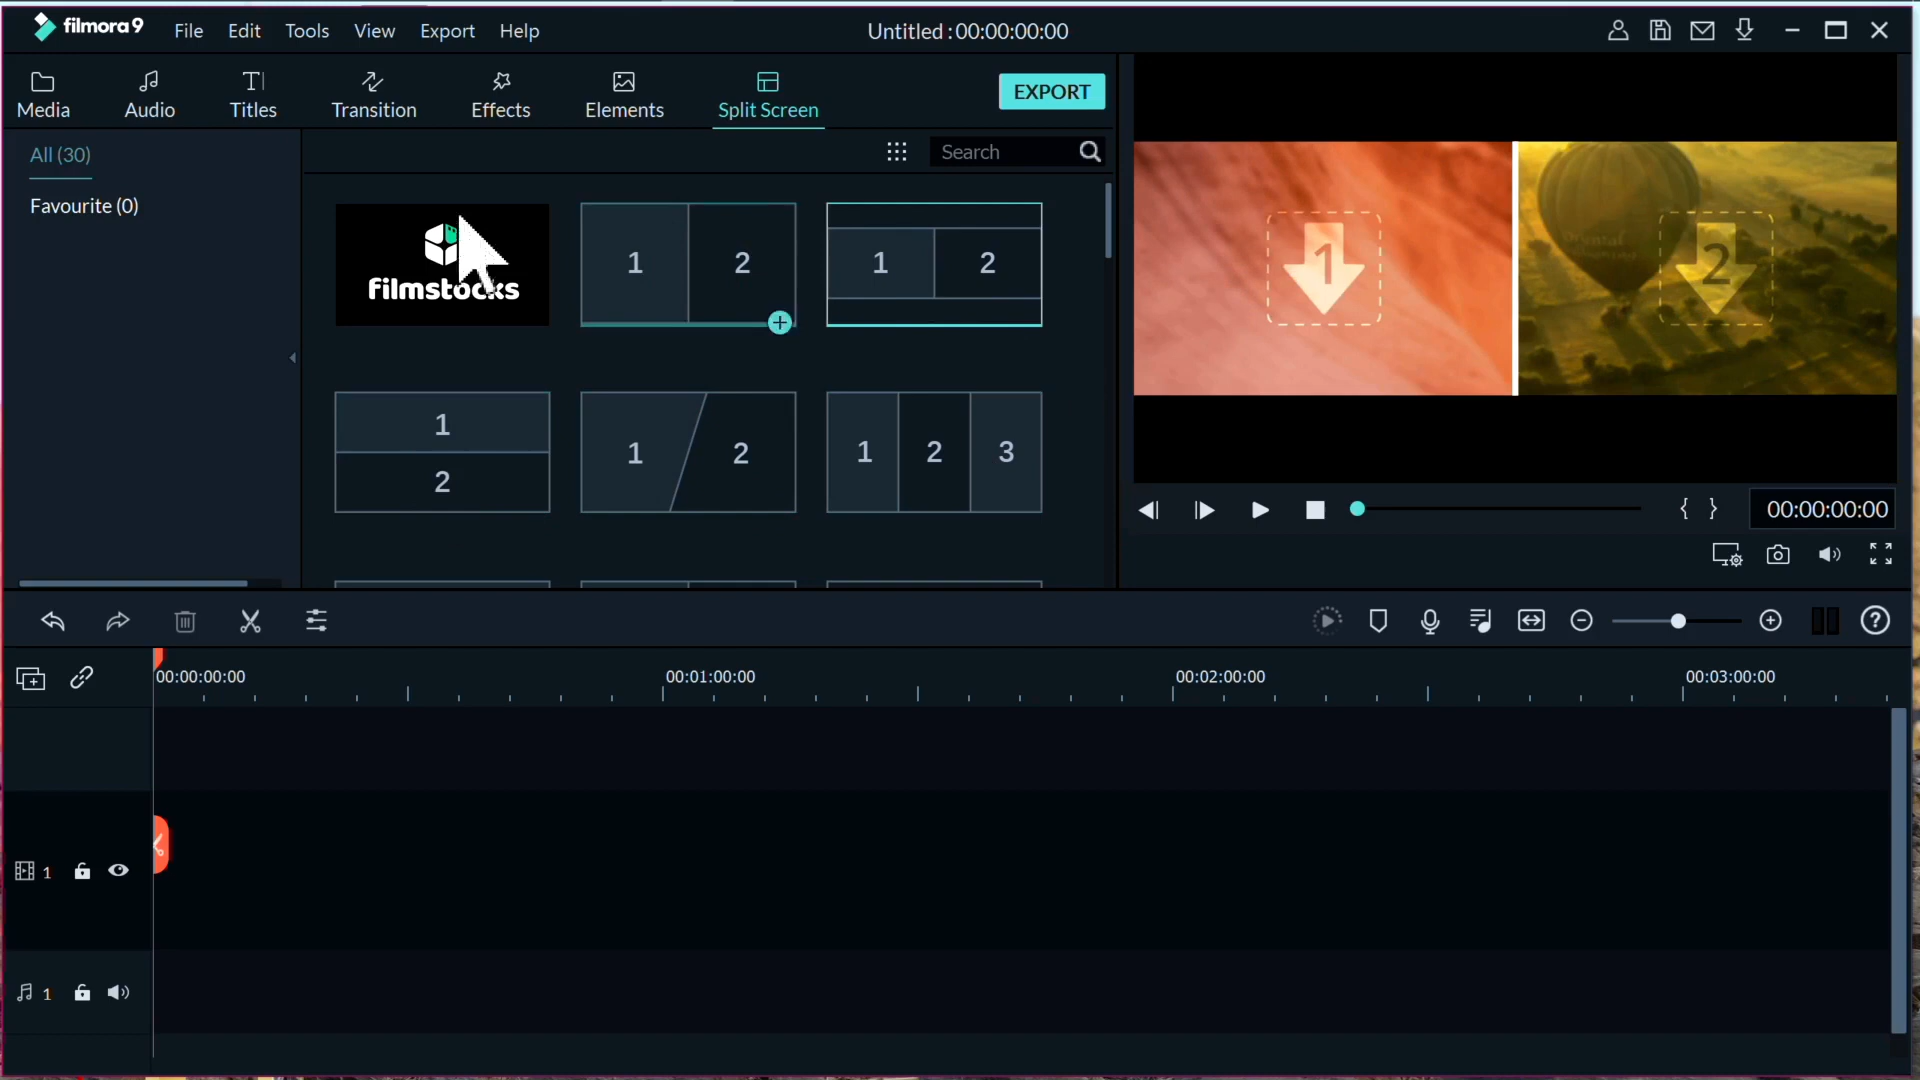 filmora9 File Edit Tools View Export Help Untitled : 00:00:00:00
Media Audio Titles Transition Effects Elements Split Screen EXPORT
All (30) Search
Favourite (0)
filmstocks
1 2
1 2
1
2
1 2
1 2 3
1
2
00:00:00:00
00:00:00:00 00:01:00:00 00:02:00:00 00:03:00:00
1
1